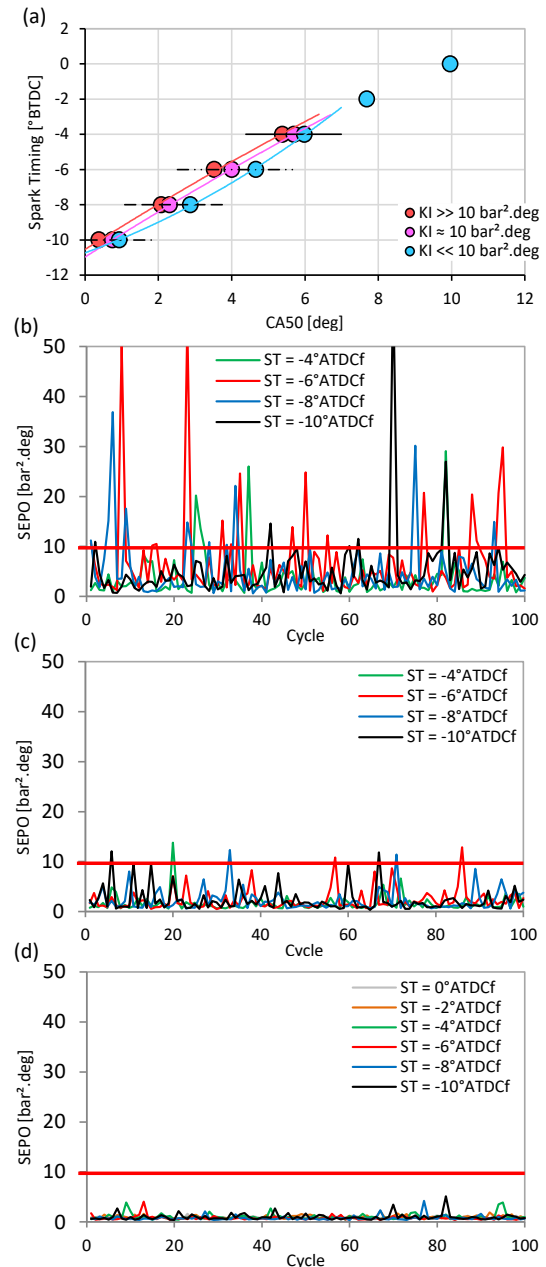 (a)
2
0
-2
-4
-6
-8
-10
-12
Spark Timing [°BTDC]
KI >> 10 bar².deg
KI ≈ 10 bar².deg
KI << 10 bar².deg
0 2 4 6 8 10 12
CA50 [deg]
(b)
50
40
30
20
10
0
SEPO [bar².deg]
ST = -4°ATDCf
ST = -6°ATDCf
ST = -8°ATDCf
ST = -10°ATDCf
0 20 40 60 80 100
Cycle
(c)
50
40
30
20
10
0
SEPO [bar².deg]
ST = -4°ATDCf
ST = -6°ATDCf
ST = -8°ATDCf
ST = -10°ATDCf
0 20 40 60 80 100
Cycle
(d)
50
40
30
20
10
0
SEPO [bar².deg]
ST = 0°ATDCf
ST = -2°ATDCf
ST = -4°ATDCf
ST = -6°ATDCf
ST = -8°ATDCf
ST = -10°ATDCf
0 20 40 60 80 100
Cycle